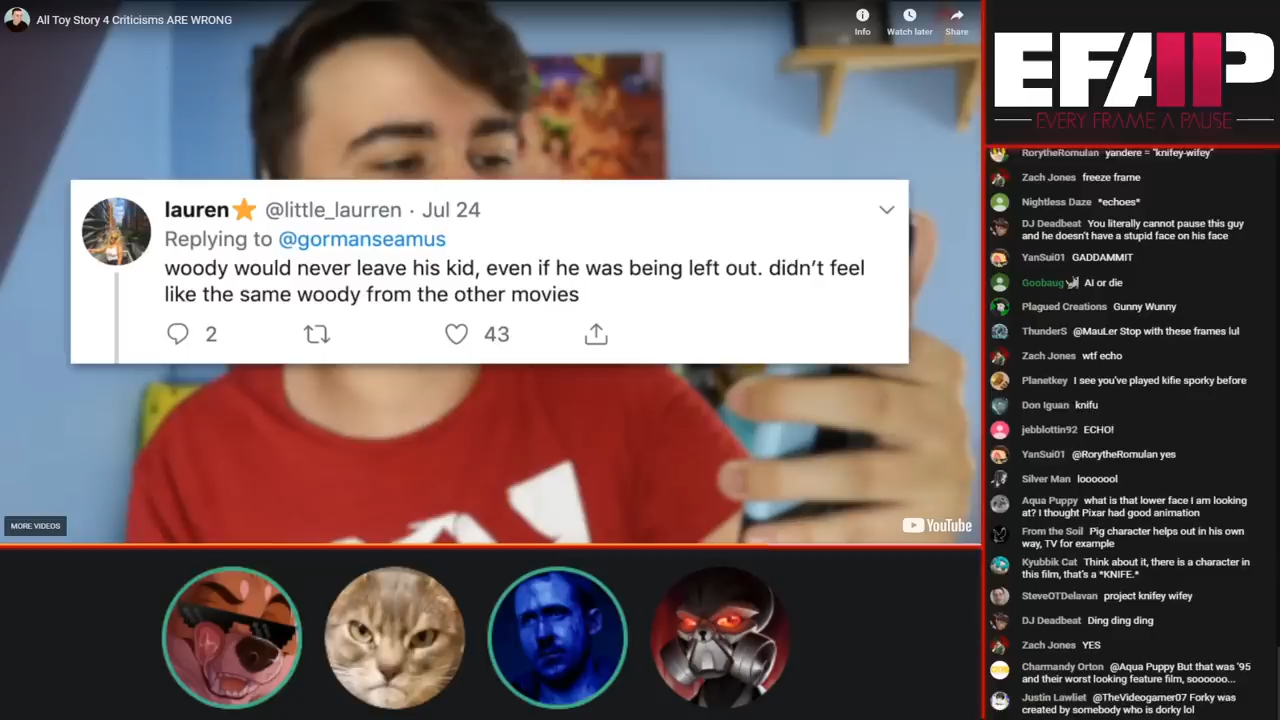 All Toy Story 4 Criticisms ARE WRONG
Info
Watch later
Share
lauren @little_laurren · Jul 24
Replying to @gormanseamus
woody would never leave his kid, even if he was being left out. didn't feel
like the same woody from the other movies
2
43
MORE VIDEOS
YouTube
EFAP
EVERY FRAME A PAUSE
RorytheRomulan yandere = "knifey-wifey"
Zach Jones freeze frame
Nightless Daze *echoes*
DJ Deadbeat You literally cannot pause this guy
and he doesn't have a stupid face on his face
YanSui01 GADDAMMIT
Goobaug AI or die
Plagued Creations Gunny Wunny
ThunderS @MauLer Stop with these frames lul
Zach Jones wtf echo
Planetkey I see you've played kifie sporky before
Don Iguan knifu
jebblottin92 ECHO!
YanSui01 @RorytheRomulan yes
Silver Man looooool
Aqua Puppy what is that lower face I am looking
at? I thought Pixar had good animation
From the Soil Pig character helps out in his own
way, TV for example
Kyubbik Cat Think about it, there is a character in
this film, that's a *KNIFE.*
SteveOTDelavan project knifey wifey
DJ Deadbeat Ding ding ding
Zach Jones YES
Charmandy Orton @Aqua Puppy But that was '95
and their worst looking feature film, soooooo...
Justin Lawliet @TheVideogamer07 Forky was
created by somebody who is dorky lol